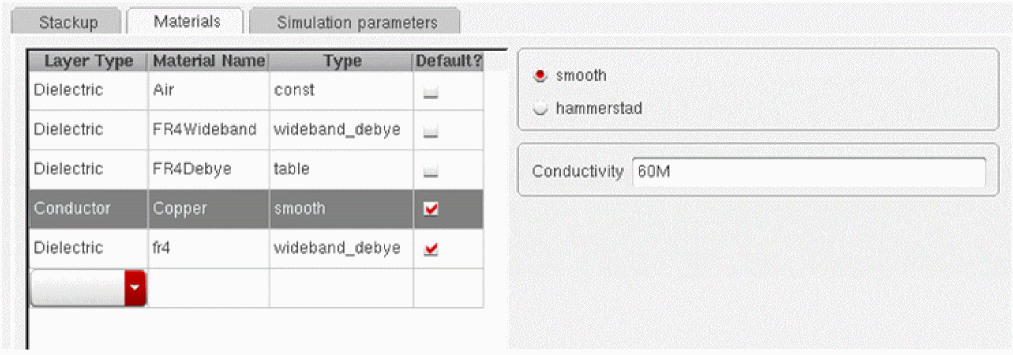 Stackup Materials Simulation parameters
Layer Type Material Name Type Default?
Dielectric Air const
Dielectric FR4Wideband wideband_debye
Dielectric FR4Debye table
Conductor Copper smooth
Dielectric fr4 wideband_debye
smooth
hammerstad
Conductivity 60M